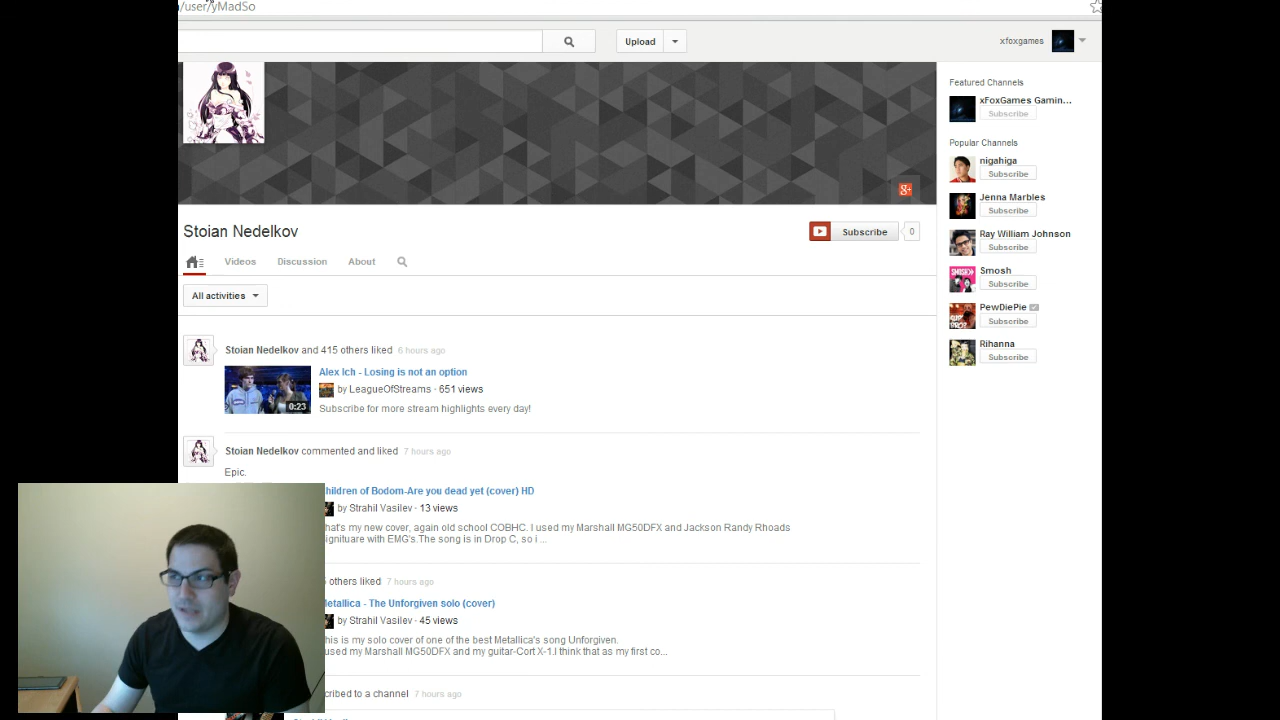 /user/yMadSo
Upload
xfoxgames
Featured Channels
xFoxGames Gamin...
Subscribe
Popular Channels
nigahiga
Subscribe
Jenna Marbles
Subscribe
Ray William Johnson
Subscribe
Smosh
Subscribe
PewDiePie
Subscribe
Rihanna
Subscribe
g+
Stoian Nedelkov
Subscribe
0
Videos
Discussion
About
All activities
Stoian Nedelkov and 415 others liked 6 hours ago
Alex Ich - Losing is not an option
by LeagueOfStreams · 651 views
Subscribe for more stream highlights every day!
0:23
Stoian Nedelkov commented and liked 7 hours ago
Epic.
hildren of Bodom-Are you dead yet (cover) HD
by Strahil Vasilev · 13 views
hat's my new cover, again old school COBHC. I used my Marshall MG50DFX and Jackson Randy Rhoads
ignituare with EMG's.The song is in Drop C, so i ...
others liked 7 hours ago
etallica - The Unforgiven solo (cover)
by Strahil Vasilev · 45 views
his is my solo cover of one of the best Metallica's song Unforgiven.
used my Marshall MG50DFX and my guitar-Cort X-1.I think that as my first co...
cribed to a channel 7 hours ago